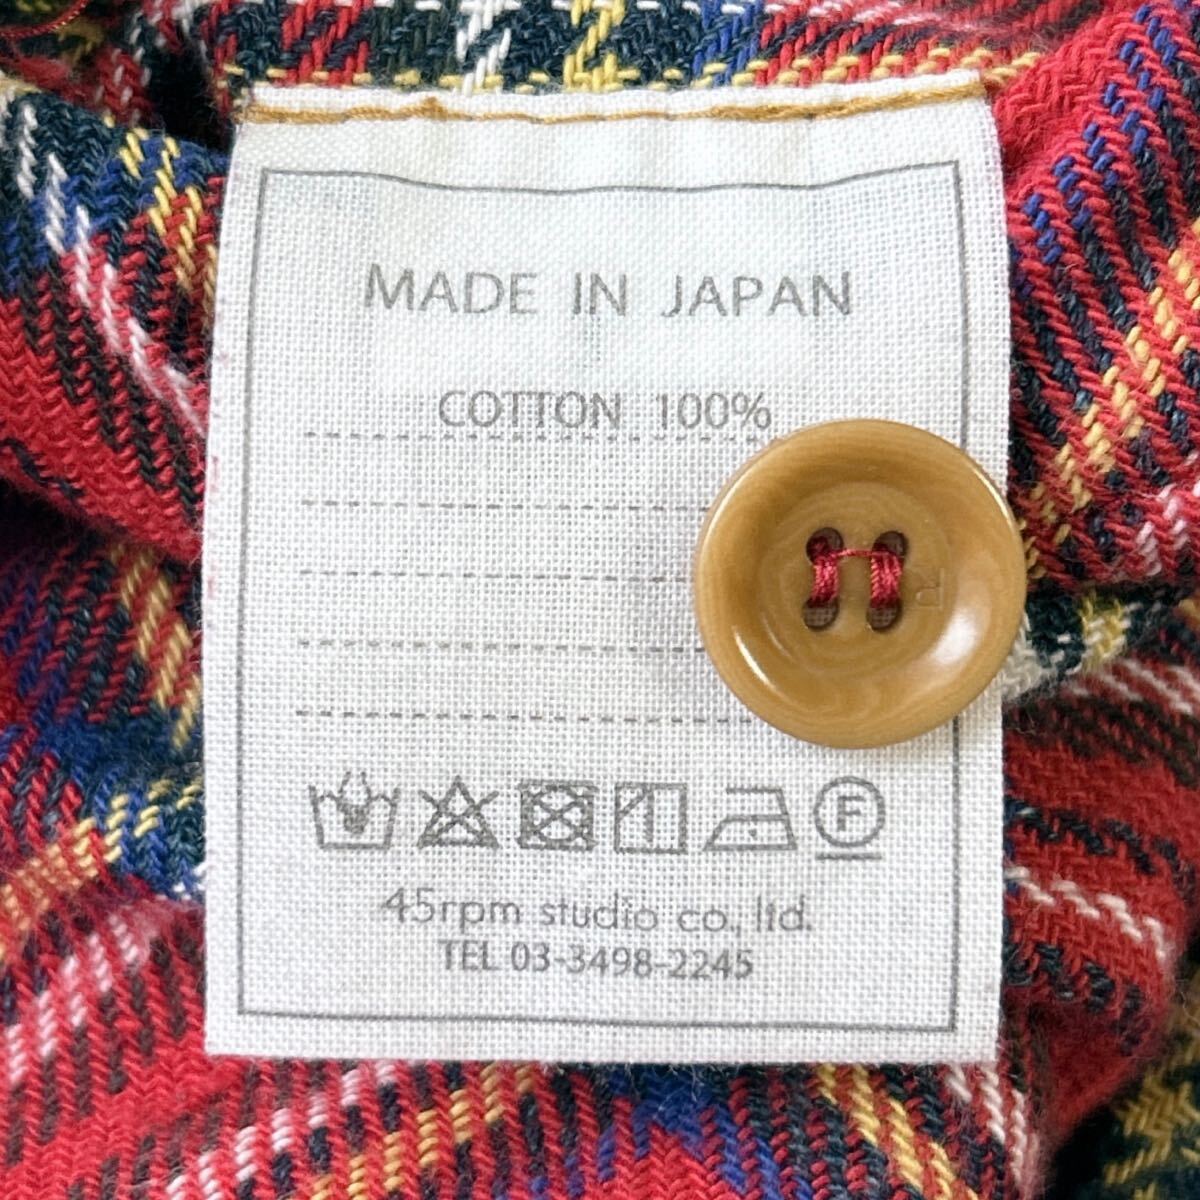 MADE IN JAPAN
COTTON 100%
R
F
45rpm studio co., ltd.
TEL 03-3498-2245